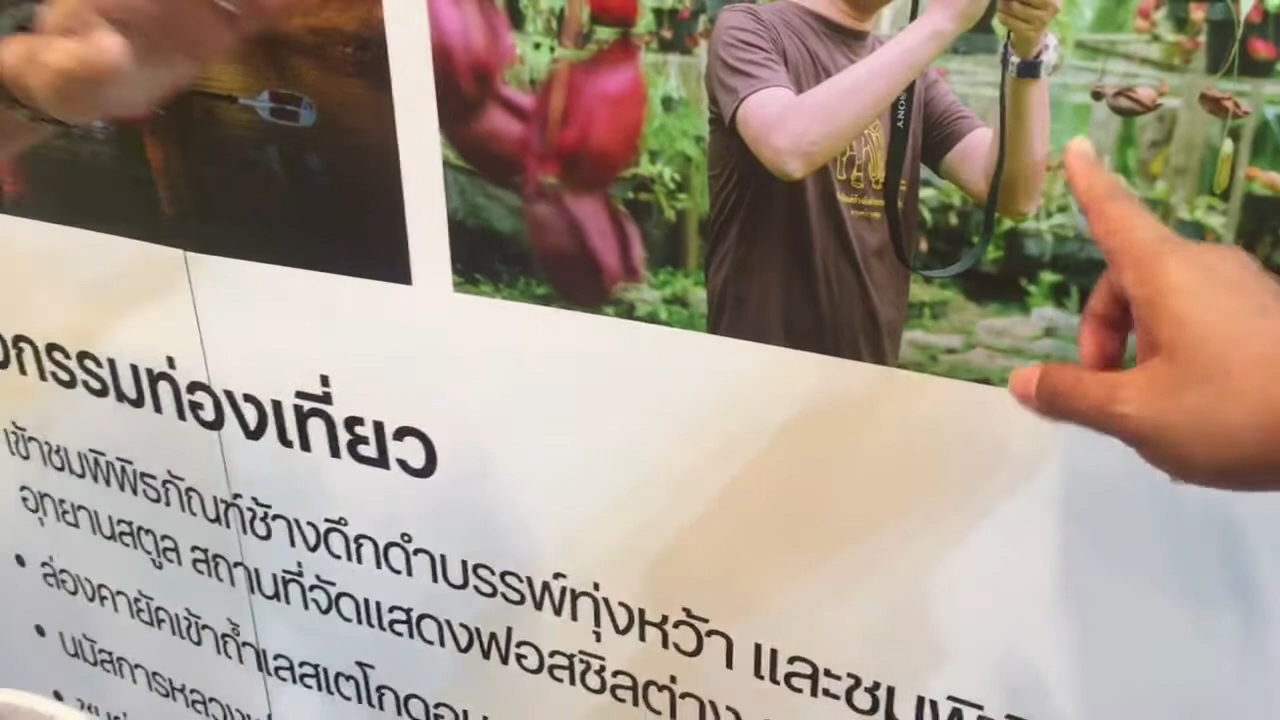 SONY
กรรมท่องเที่ยว
เข้าชมพิพิธภัณฑ์ช้างดึกดำบรรพ์ทุ่งหว้า และชม
อุทยานสตูล สถานที่จัดแสดงฟอสซิลต่าง
• ล่องคายัคเข้าถ้ำเลสเตโกดอน
• นมัสการหลวง